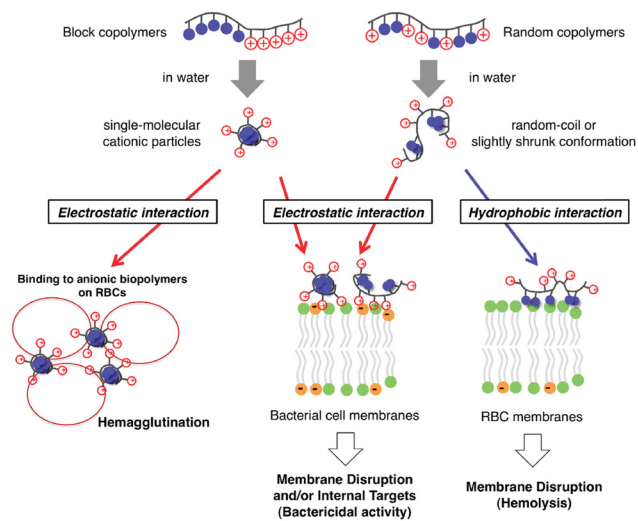 Block copolymers
Random copolymers
in water
in water
single-molecular
cationic particles
random-coil or
slightly shrunk conformation
Electrostatic interaction
Electrostatic interaction
Hydrophobic interaction
Binding to anionic biopolymers
on RBCs
Hemagglutination
Bacterial cell membranes
RBC membranes
Membrane Disruption
and/or Internal Targets
(Bactericidal activity)
Membrane Disruption
(Hemolysis)